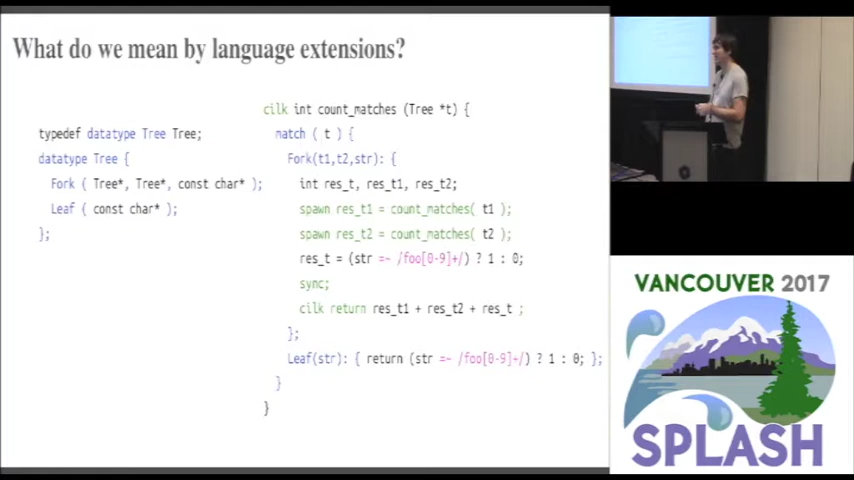 What do we mean by language extensions?
typedef datatype Tree Tree;
datatype Tree {
Fork ( Tree*, Tree*, const char* );
Leaf ( const char* );
};
cilk int count_matches (Tree *t) {
match ( t ) {
Fork(t1,t2,str): {
int res_t, res_t1, res_t2;
spawn res_t1 = count_matches( t1 );
spawn res_t2 = count_matches( t2 );
res_t = (str =~ /foo[0-9]+/) ? 1 : 0;
sync;
cilk return res_t1 + res_t2 + res_t ;
};
Leaf(str): { return (str =~ /foo[0-9]+/) ? 1 : 0; };
}
}
VANCOUVER 2017
SPLASH